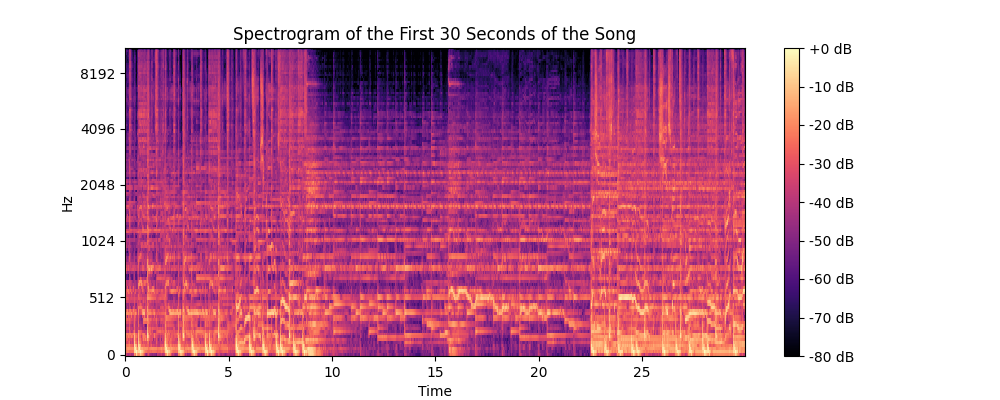 Spectrogram of the First 30 Seconds of the Song
Hz
8192
4096
2048
1024
512
0
0 5 10 15 20 25
Time
+0 dB
-10 dB
-20 dB
-30 dB
-40 dB
-50 dB
-60 dB
-70 dB
-80 dB